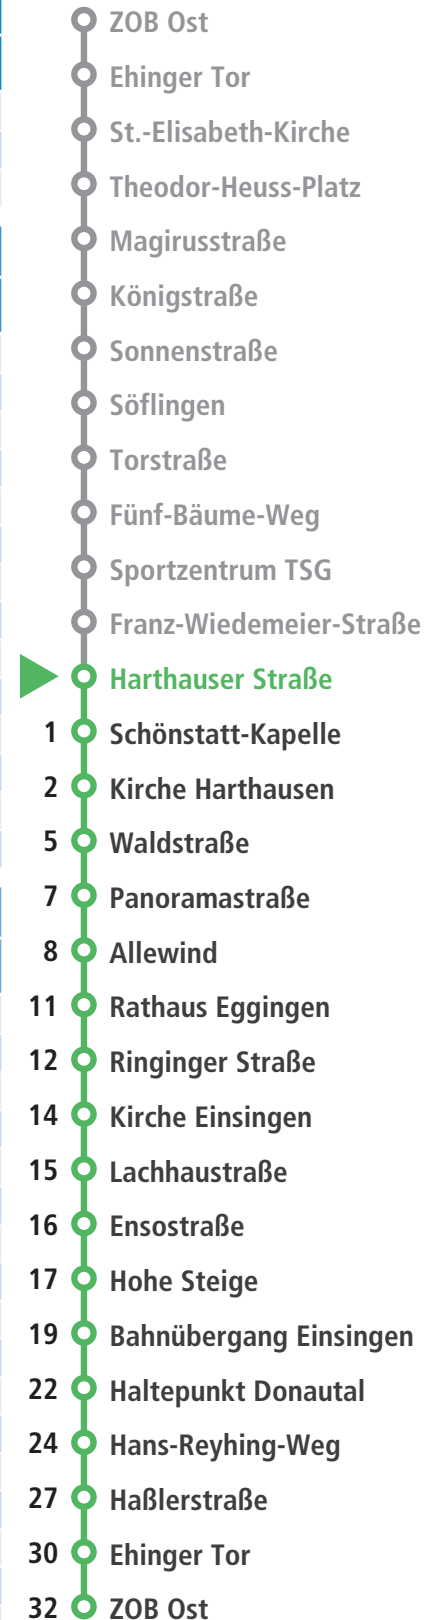 ZOB Ost
Ehinger Tor
St.-Elisabeth-Kirche
Theodor-Heuss-Platz
Magirusstraße
Königstraße
Sonnenstraße
Söflingen
Torstraße
Fünf-Bäume-Weg
Sportzentrum TSG
Franz-Wiedemeier-Straße
Harthauser Straße
1 Schönstatt-Kapelle
2 Kirche Harthausen
5 Waldstraße
7 Panoramastraße
8 Allewind
11 Rathaus Eggingen
12 Ringinger Straße
14 Kirche Einsingen
15 Lachhaustraße
16 Ensostraße
17 Hohe Steige
19 Bahnübergang Einsingen
22 Haltepunkt Donautal
24 Hans-Reyhing-Weg
27 Haßlerstraße
30 Ehinger Tor
32 ZOB Ost